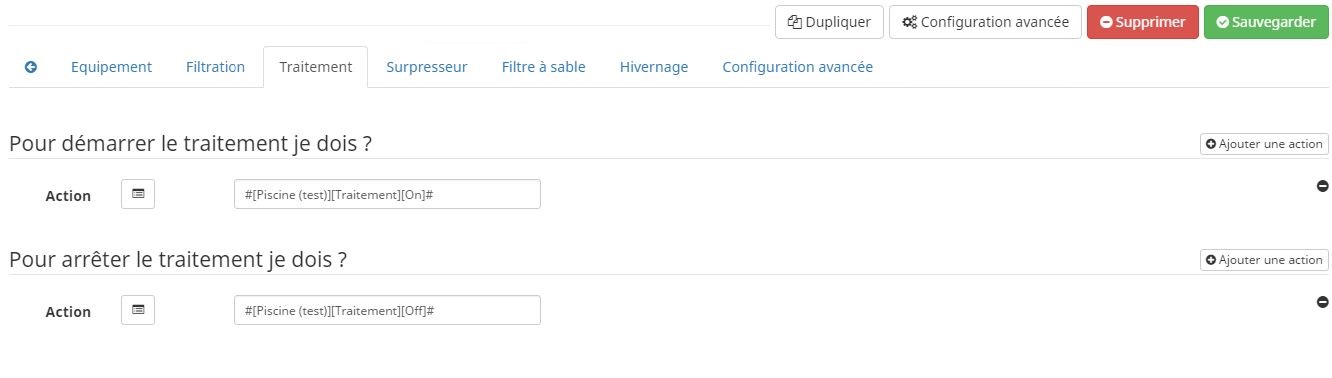 Dupliquer Configuration avancée Supprimer Sauvegarder
Equipement Filtration Traitement Surpresseur Filtre à sable Hivernage Configuration avancée
Pour démarrer le traitement je dois ? Ajouter une action
Action #[Piscine (test)][Traitement][On]#
Pour arrêter le traitement je dois ? Ajouter une action
Action #[Piscine (test)][Traitement][Off]#